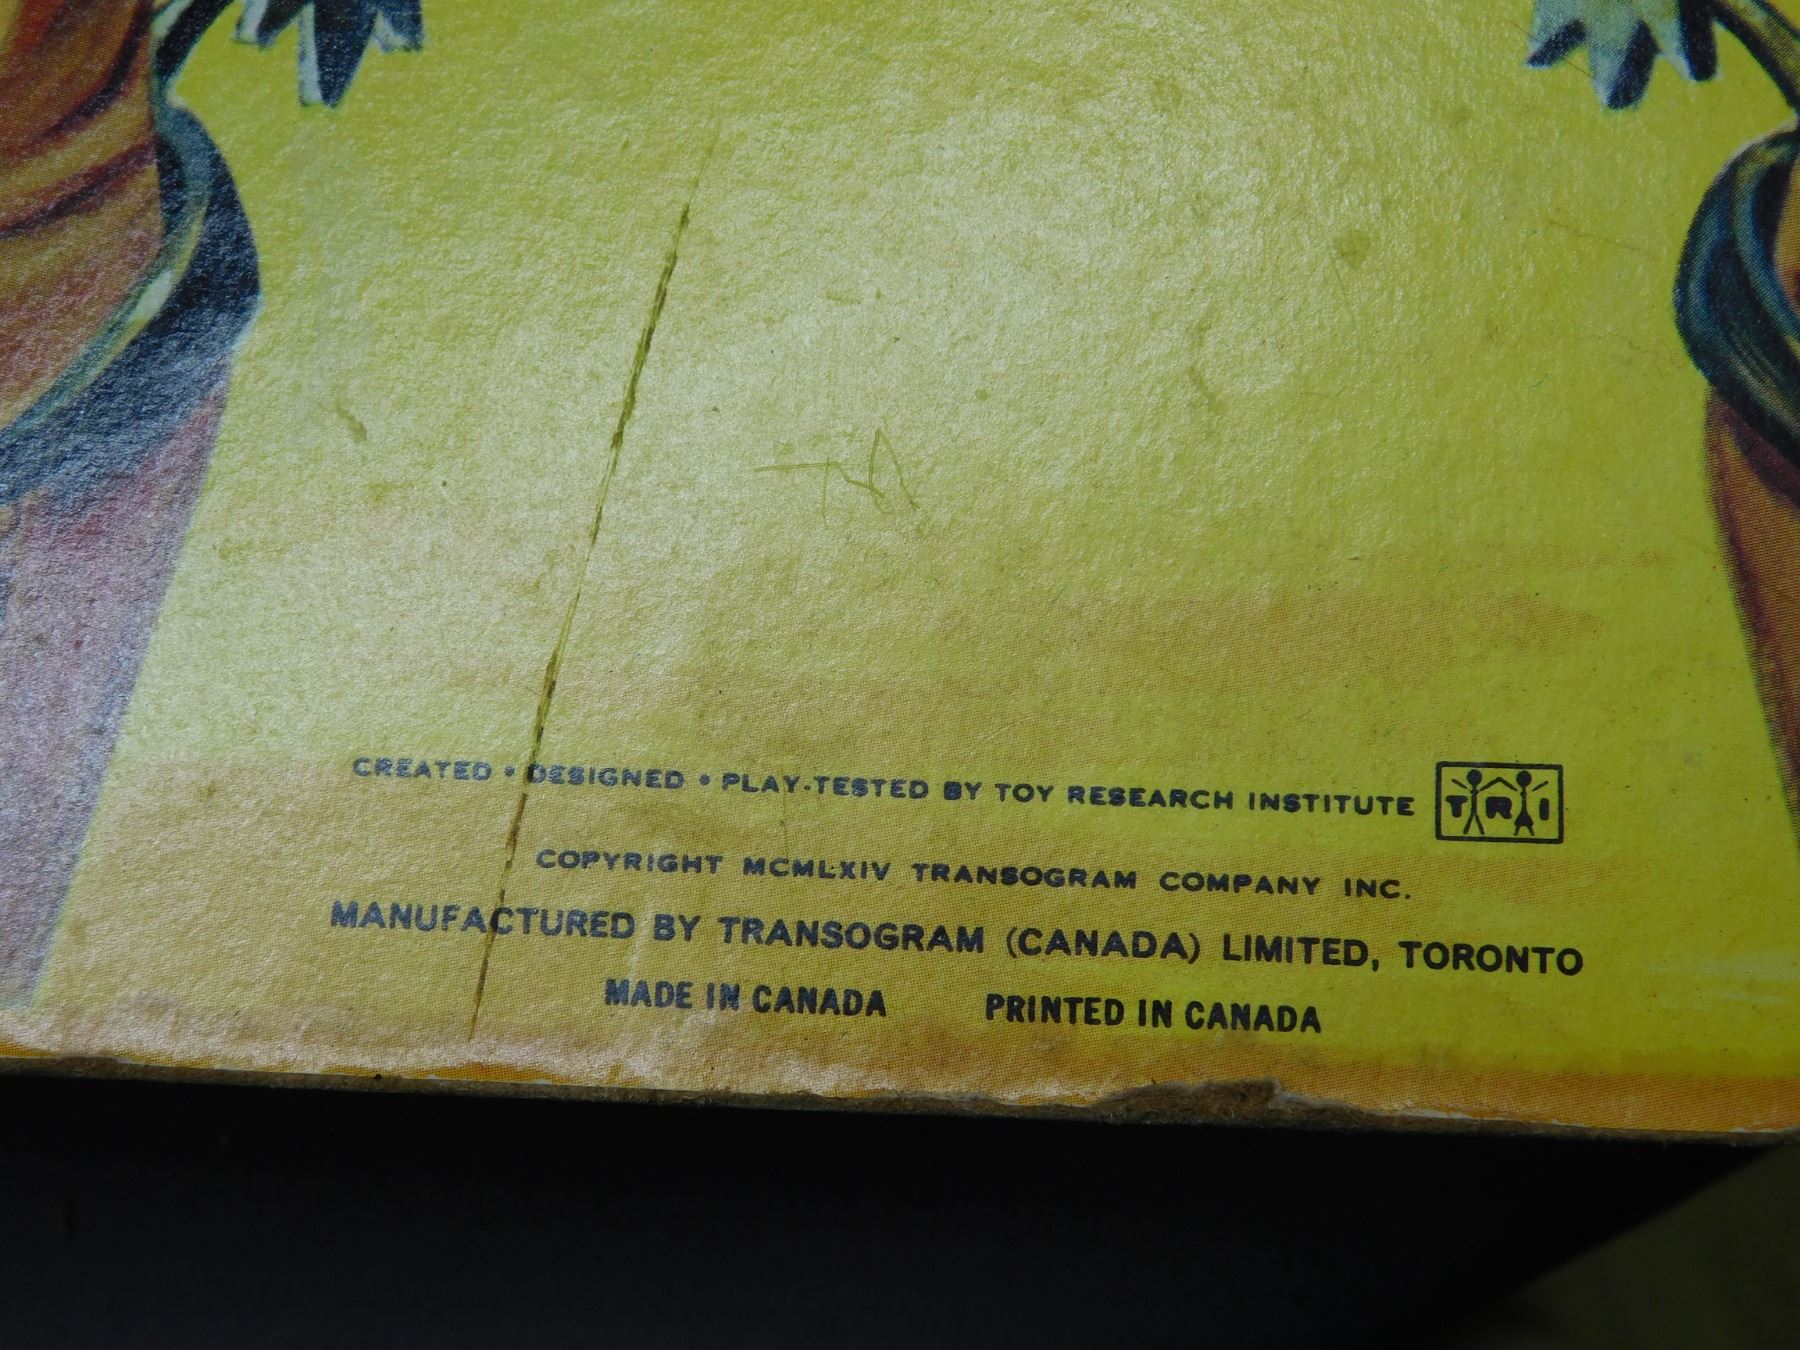 CREATED • DESIGNED • PLAY-TESTED BY TOY RESEARCH INSTITUTE TRI
COPYRIGHT MCMLXIV TRANSOGRAM COMPANY INC.
MANUFACTURED BY TRANSOGRAM (CANADA) LIMITED, TORONTO
MADE IN CANADA PRINTED IN CANADA